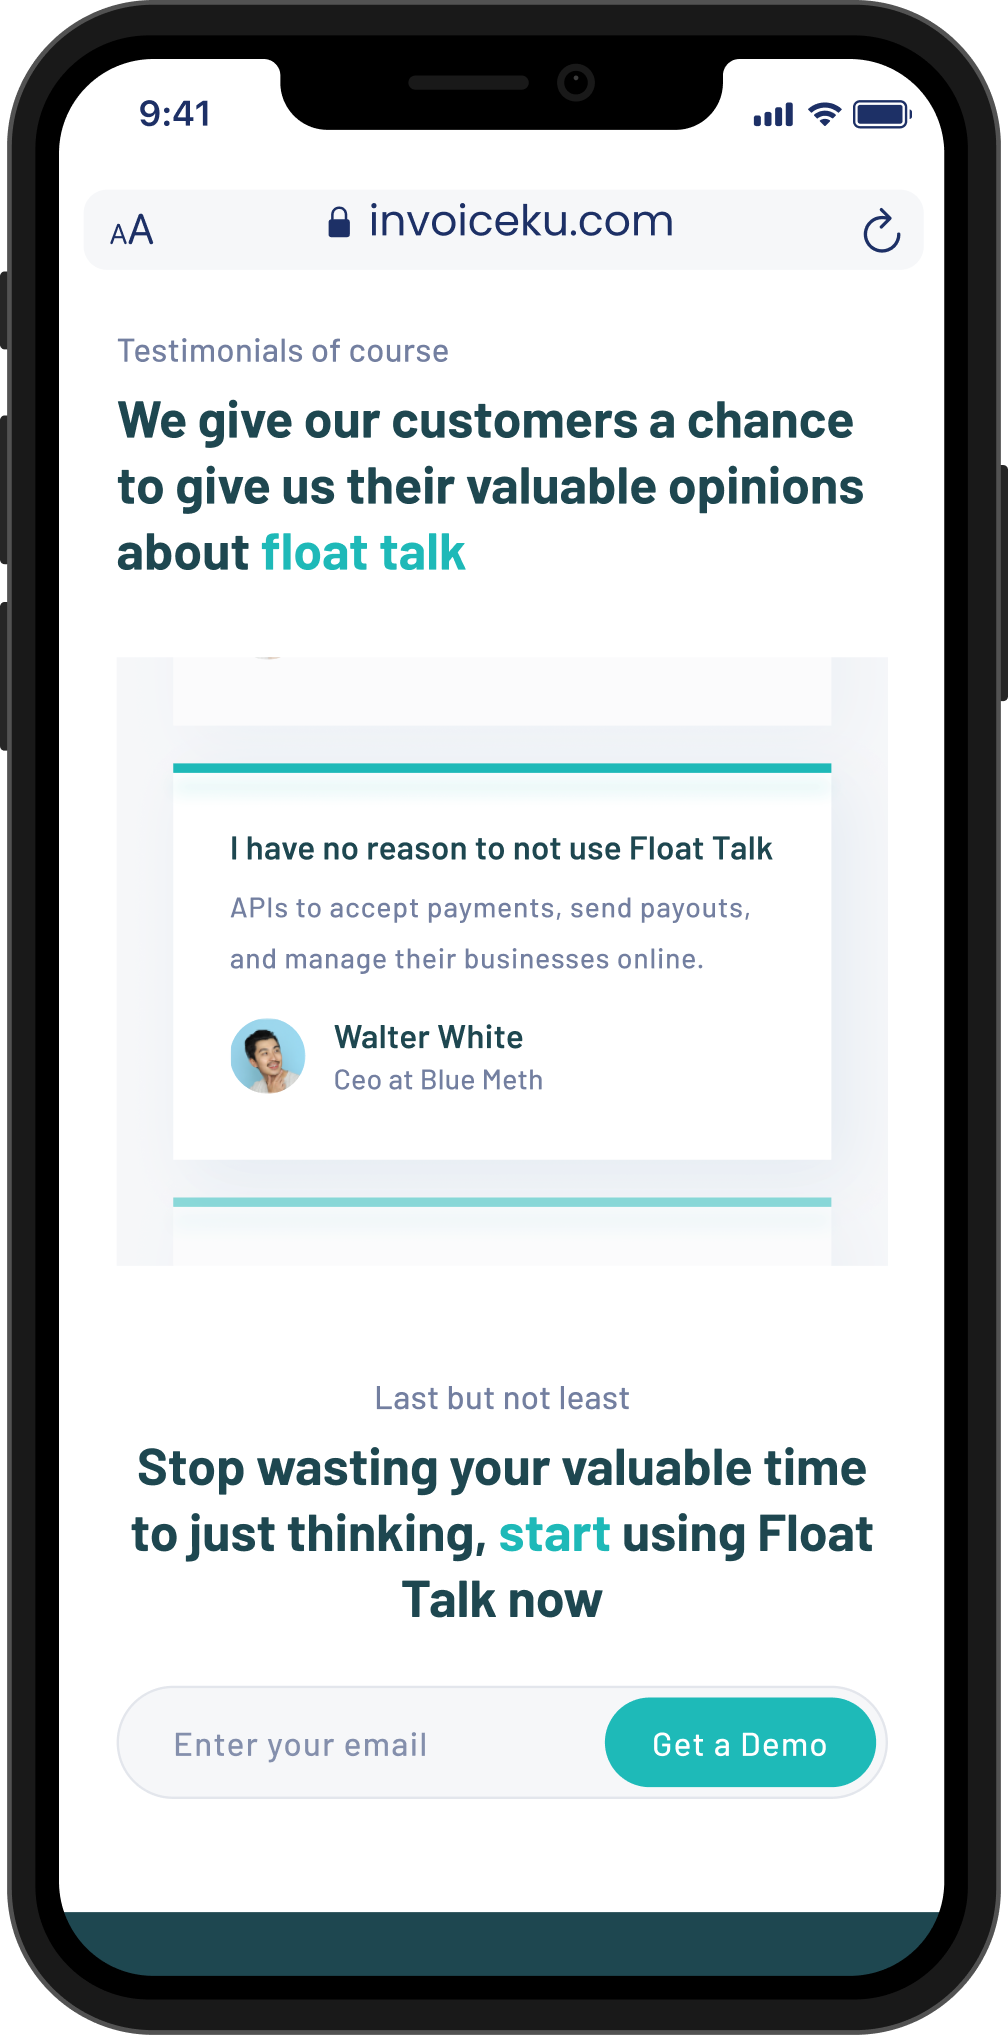 9:41
AA invoiceku.com
Testimonials of course
We give our customers a chance
to give us their valuable opinions
about float talk
I have no reason to not use Float Talk
APIs to accept payments, send payouts,
and manage their businesses online.
Walter White
Ceo at Blue Meth
Last but not least
Stop wasting your valuable time
to just thinking, start using Float
Talk now
Enter your email
Get a Demo